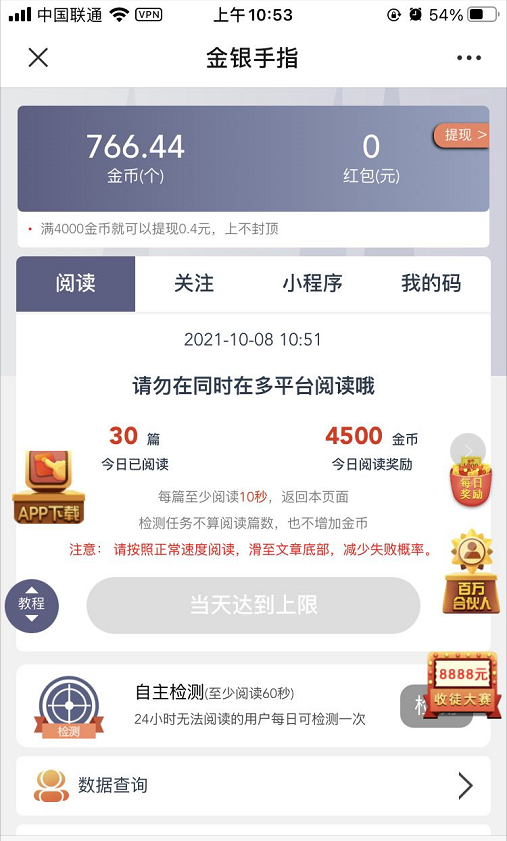 中国联通 VPN 上午10:53 54%
金银手指
766.44 0 提现 >
金币(个) 红包(元)
• 满4000金币就可以提现0.4元，上不封顶
阅读 关注 小程序 我的码
2021-10-08 10:51
请勿在同时在多平台阅读哦
30 篇 4500 金币
今日已阅读 今日阅读奖励
每日
奖励
每篇至少阅读10秒，返回本页面
APP下载
检测任务不算阅读篇数，也不增加金币
注意： 请按照正常速度阅读，滑至文章底部，减少失败概率。
百万
合伙人
教程
当天达到上限
8888元
收徒大赛
自主检测(至少阅读60秒)
24小时无法阅读的用户每日可检测一次
检测
数据查询